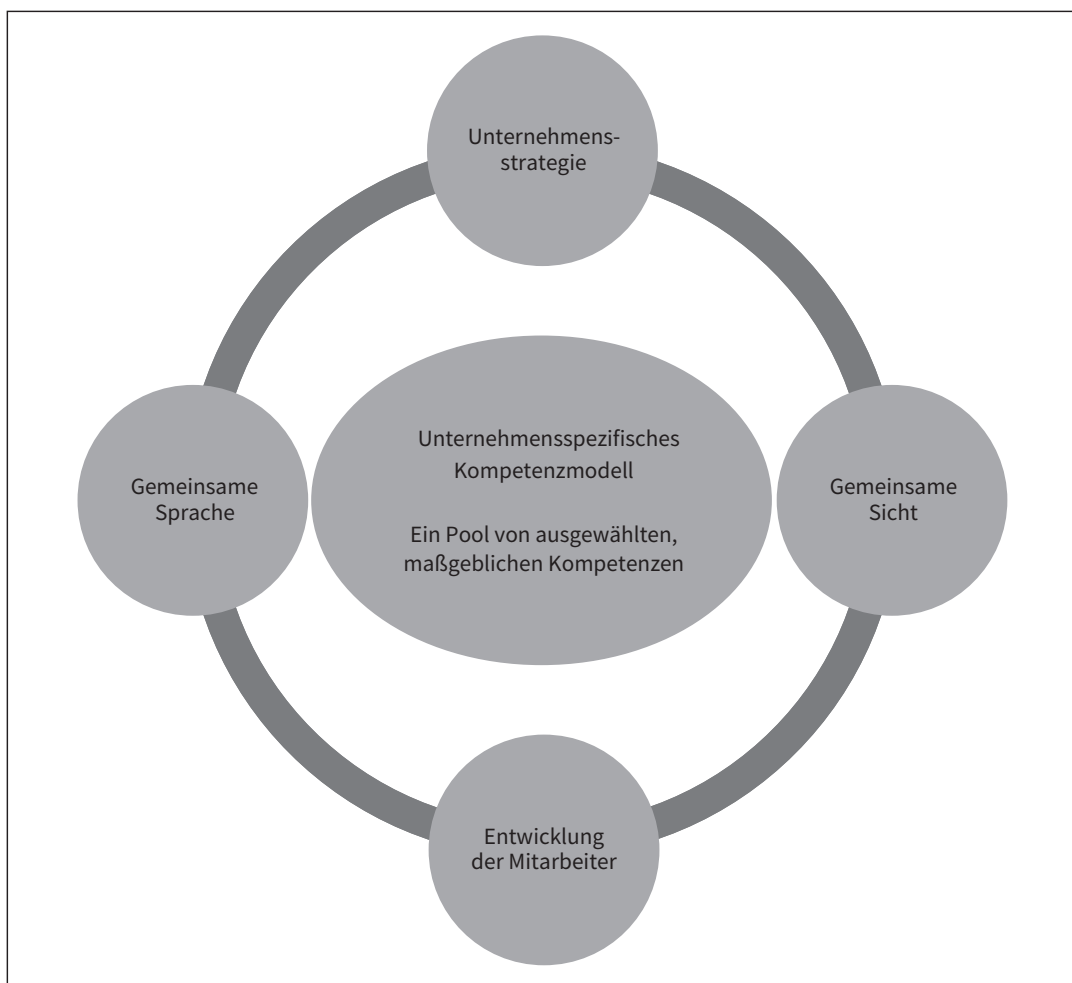 Unternehmens-
strategie
Gemeinsame
Sprache
Unternehmensspezifisches
Kompetenzmodell
Ein Pool von ausgewählten,
maßgeblichen Kompetenzen
Gemeinsame
Sicht
Entwicklung
der Mitarbeiter